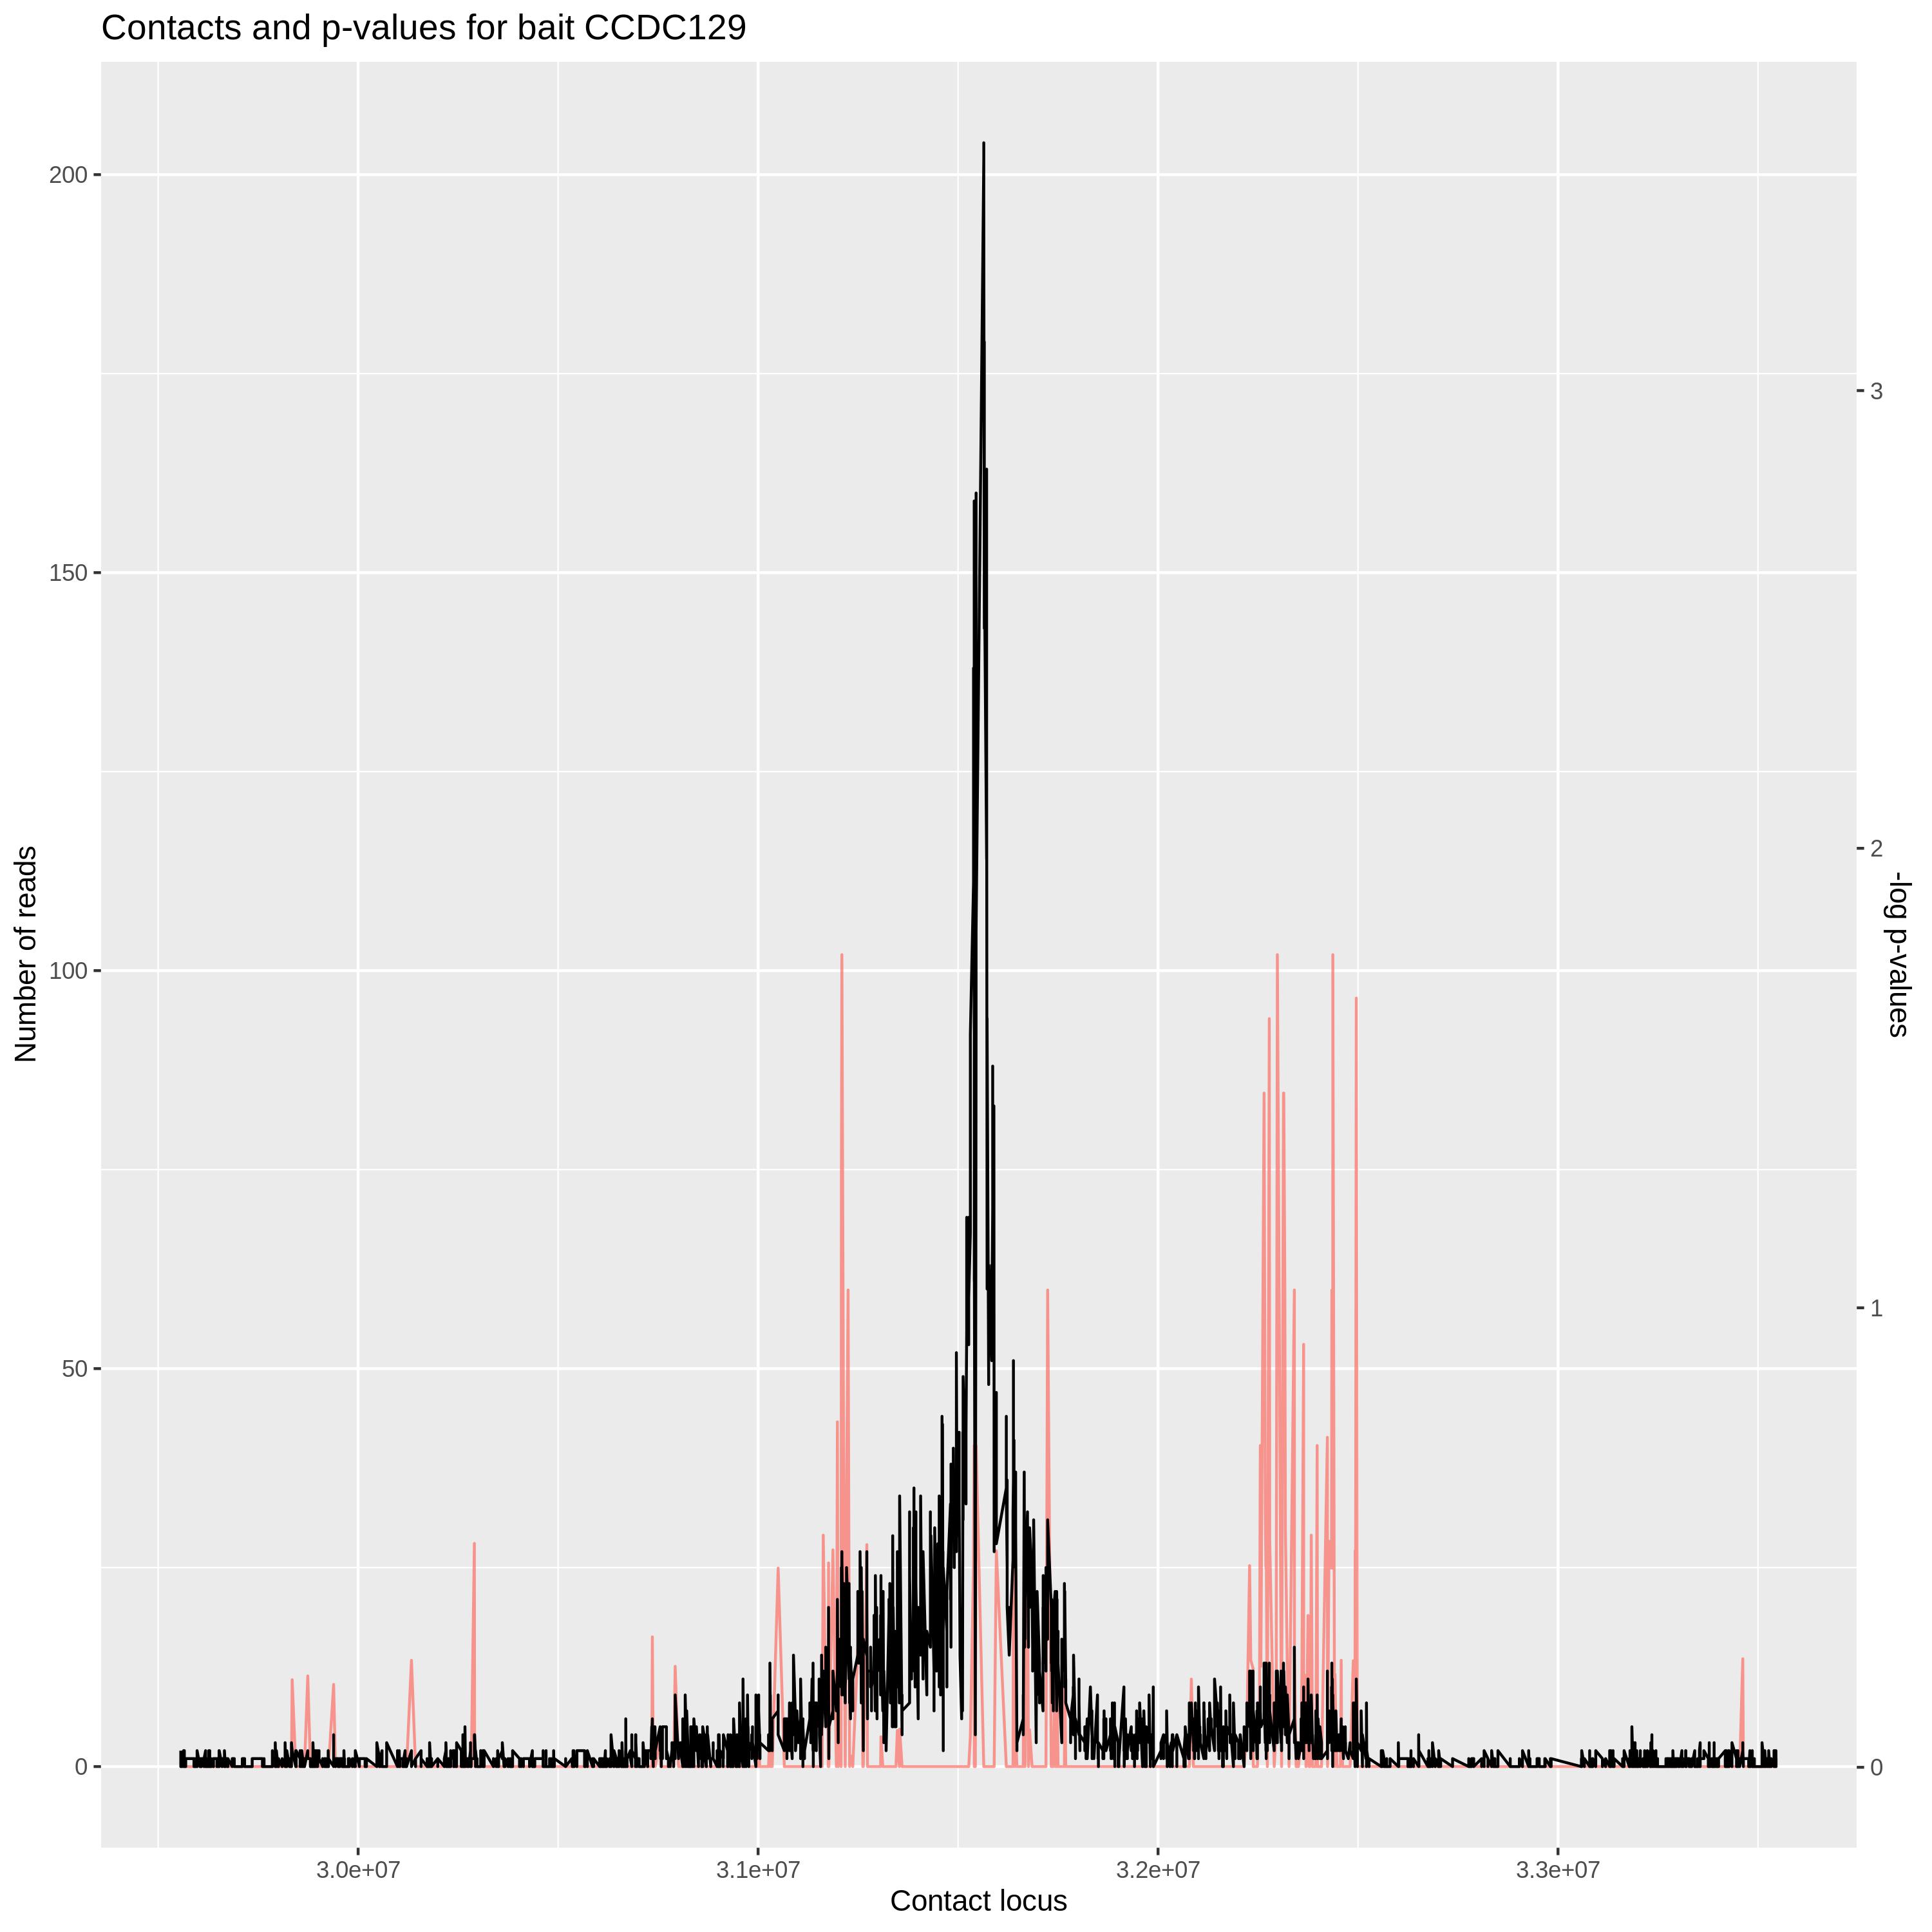 Contacts and p-values for bait CCDC129
200
150
100
50
0
Number of reads
3
2
1
0
-log p-values
3.0e+07
3.1e+07
3.2e+07
3.3e+07
Contact locus